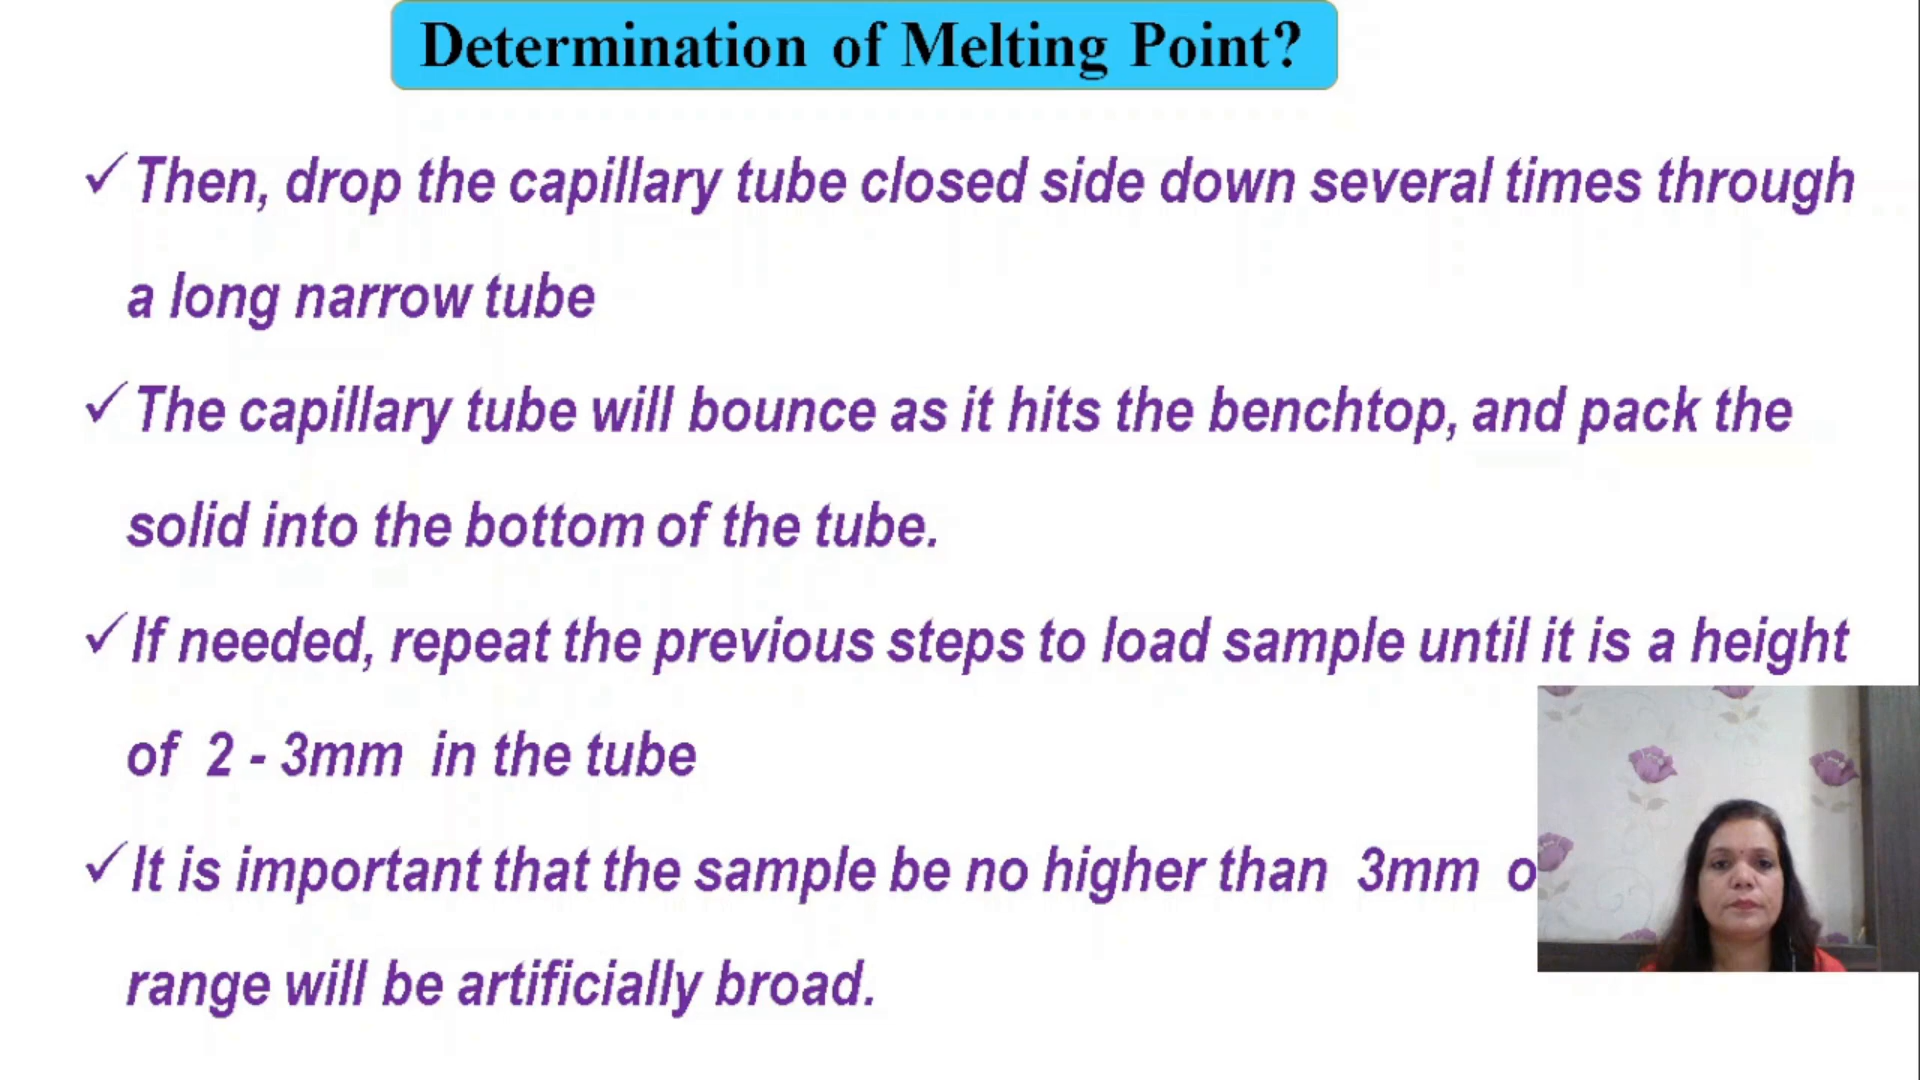 Determination of Melting Point?
✓Then, drop the capillary tube closed side down several times through
a long narrow tube
✓The capillary tube will bounce as it hits the benchtop, and pack the
solid into the bottom of the tube.
✓If needed, repeat the previous steps to load sample until it is a height
of 2 - 3mm in the tube
✓It is important that the sample be no higher than 3mm
range will be artificially broad.